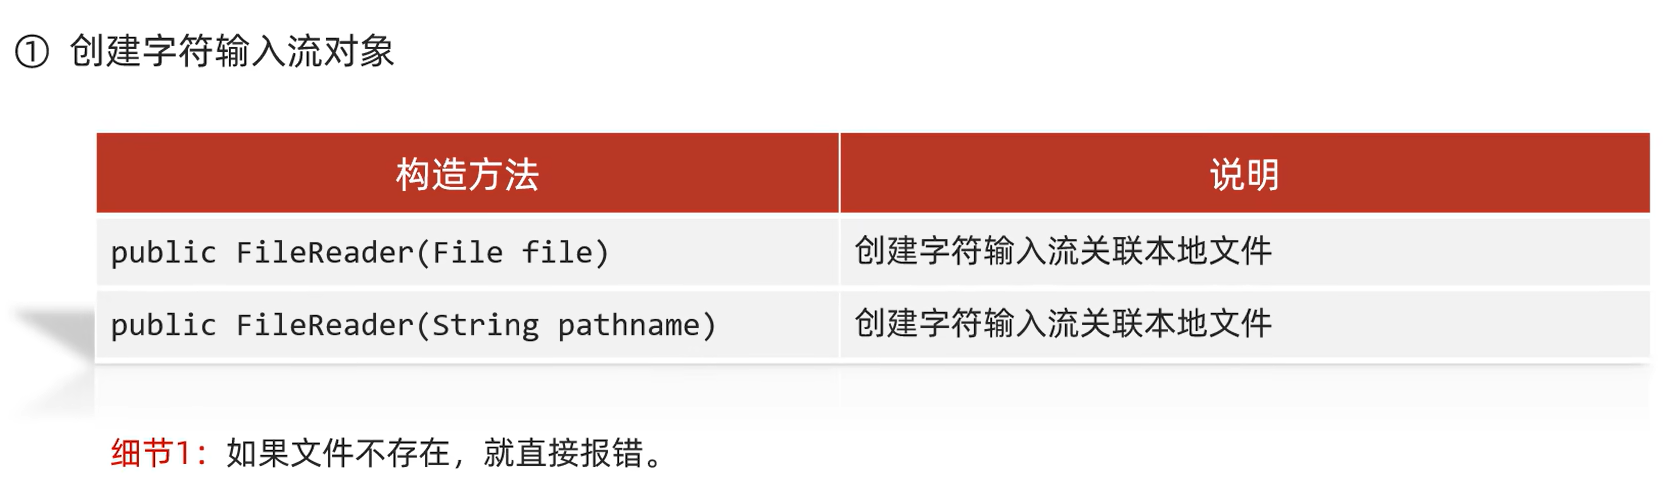 ① 创建字符输入流对象
构造方法 说明
public FileReader(File file) 创建字符输入流关联本地文件
public FileReader(String pathname) 创建字符输入流关联本地文件
细节1：如果文件不存在，就直接报错。